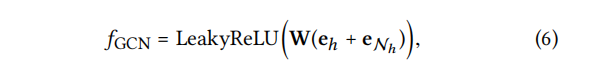 f_GCN = LeakyReLU(W(e_h + e_{𝒩_h})),    (6)